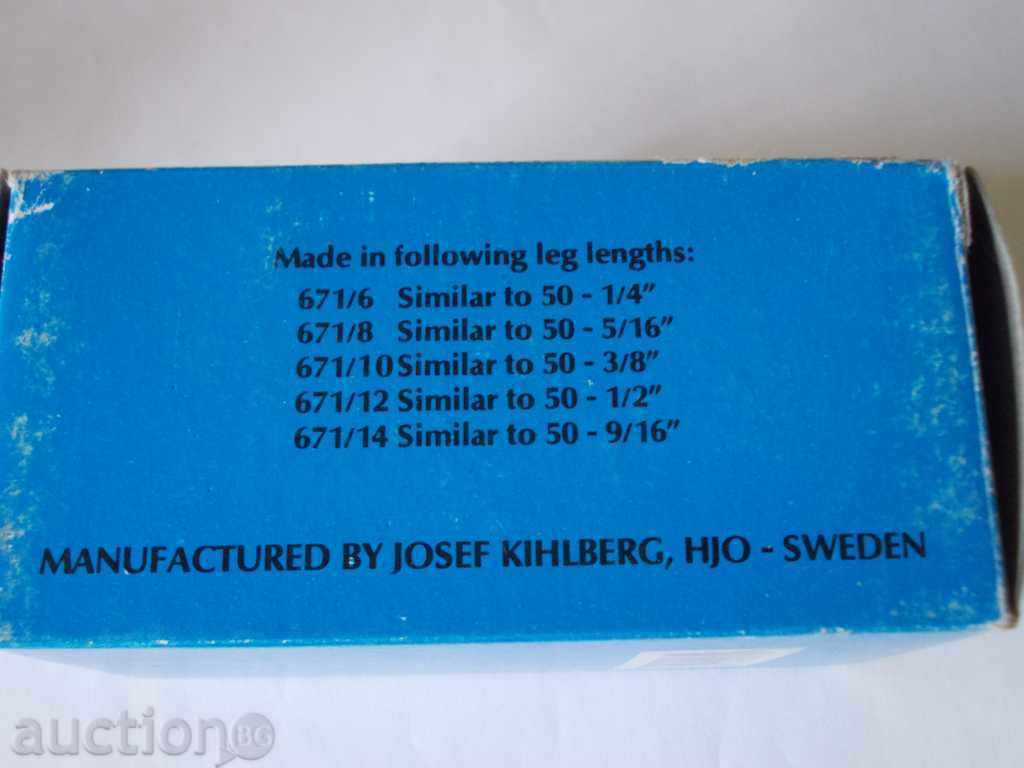 Made in following leg lengths:
671/6 Similar to 50 - 1/4"
671/8 Similar to 50 - 5/16"
671/10 Similar to 50 - 3/8"
671/12 Similar to 50 - 1/2"
671/14 Similar to 50 - 9/16"
MANUFACTURED BY JOSEF KIHLBERG, HJO - SWEDEN
auction BG